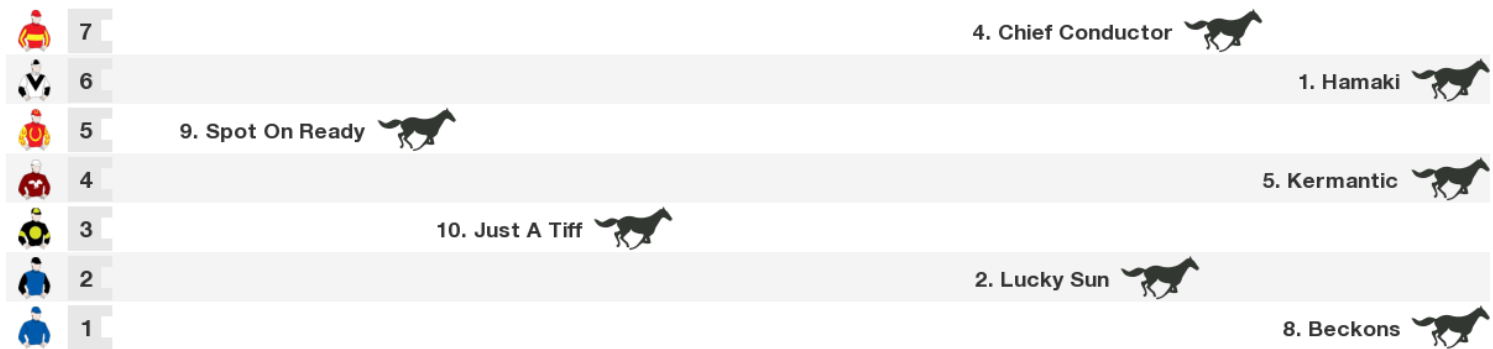 7 4. Chief Conductor
6 1. Hamaki
5 9. Spot On Ready
4 5. Kermantic
3 10. Just A Tiff
2 2. Lucky Sun
1 8. Beckons